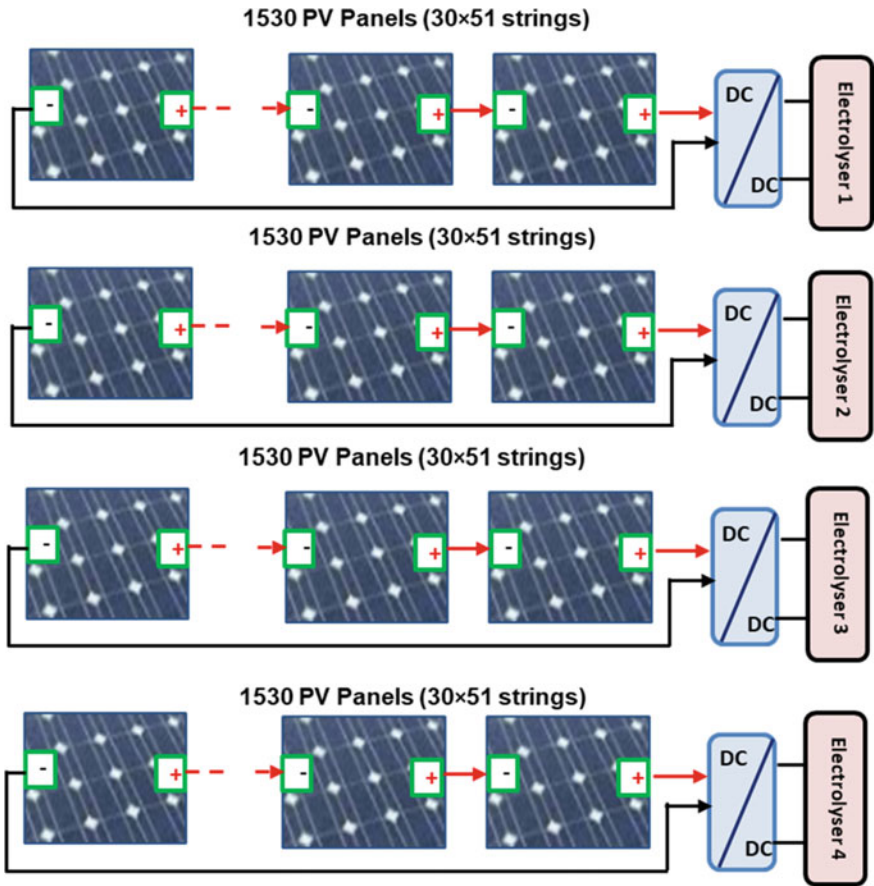 1530 PV Panels (30×51 strings)
- + - + - + DC
DC
Electrolyser 1
1530 PV Panels (30×51 strings)
- + - + - + DC
DC
Electrolyser 2
1530 PV Panels (30×51 strings)
- + - + - + DC
DC
Electrolyser 3
1530 PV Panels (30×51 strings)
- + - + - + DC
DC
Electrolyser 4